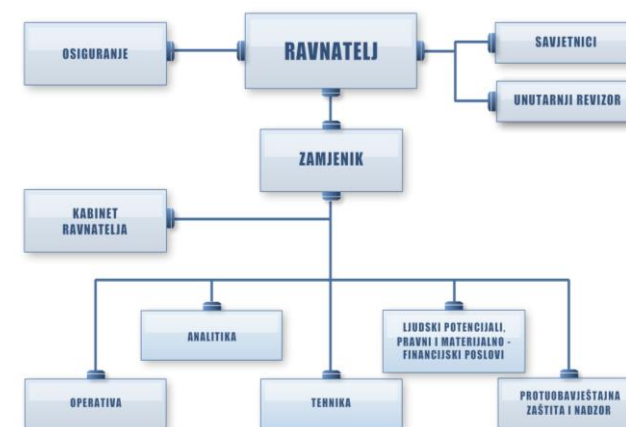 OSIGURANJE
RAVNATELJ
SAVJETNICI
UNUTARNJI REVIZOR
ZAMJENIK
KABINET
RAVNATELJA
ANALITIKA
LJUDSKI POTENCIJALI,
PRAVNI I MATERIJALNO -
FINANCIJSKI POSLOVI
OPERATIVA
TEHNIKA
PROTUOBAVJEŠTAJNA
ZAŠTITA I NADZOR